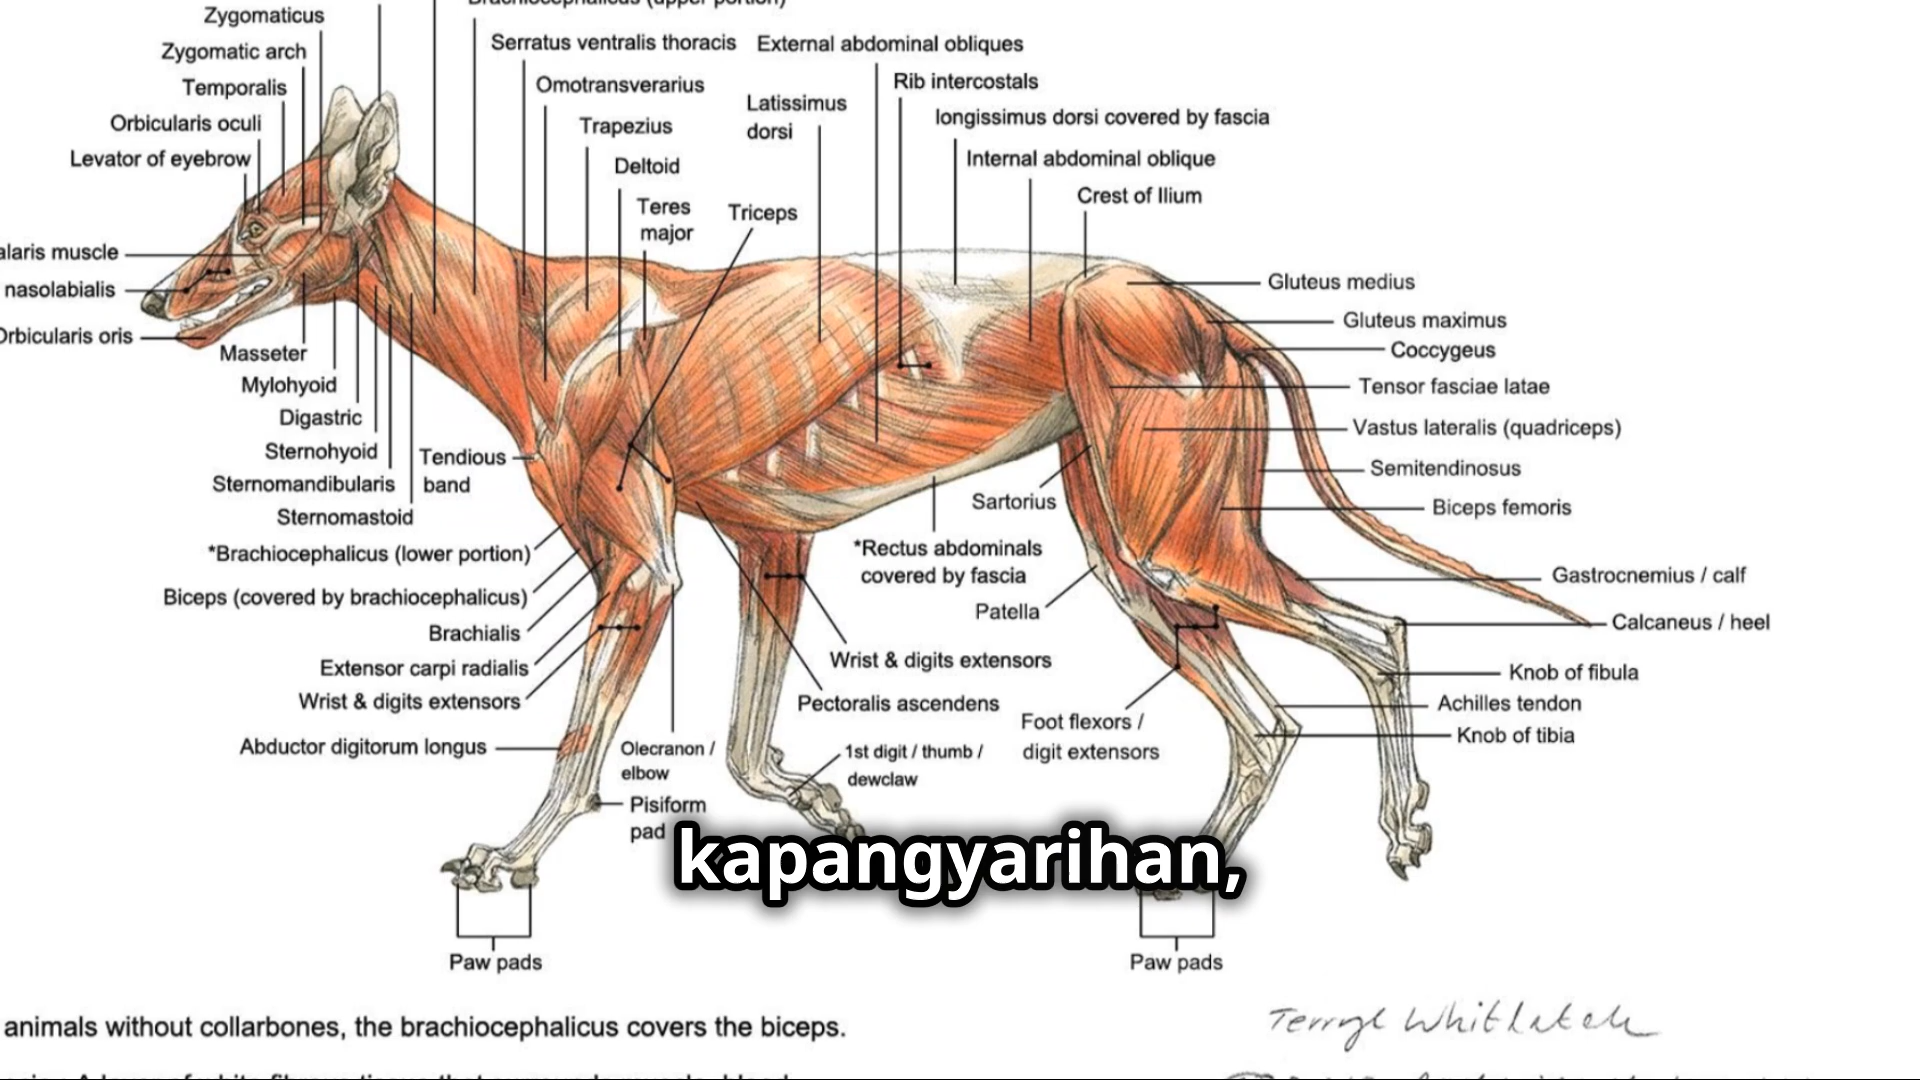 Brachiocephalicus (upper portion)
Zygomaticus
Serratus ventralis thoracis
External abdominal obliques
Zygomatic arch
Rib intercostals
Temporalis
Omotransverarius
Latissimus
dorsi
longissimus dorsi covered by fascia
Orbicularis oculi
Trapezius
Levator of eyebrow
Deltoid
Internal abdominal oblique
Crest of Ilium
Teres
major
Triceps
alaris muscle
nasolabialis
Orbicularis oris
Gluteus medius
Gluteus maximus
Coccygeus
Masseter
Mylohyoid
Tensor fasciae latae
Digastric
Vastus lateralis (quadriceps)
Sternohyoid
Tendious
band
Semitendinosus
Sternomandibularis
Sartorius
Biceps femoris
Sternomastoid
*Brachiocephalicus (lower portion)
*Rectus abdominals
covered by fascia
Gastrocnemius / calf
Biceps (covered by brachiocephalicus)
Patella
Calcaneus / heel
Brachialis
Extensor carpi radialis
Wrist & digits extensors
Wrist & digits extensors
Knob of fibula
Pectoralis ascendens
Achilles tendon
Foot flexors /
digit extensors
Knob of tibia
Abductor digitorum longus
Olecranon /
elbow
1st digit / thumb /
dewclaw
Pisiform
pad
kapangyarihan,
Paw pads
Paw pads
animals without collarbones, the brachiocephalicus covers the biceps.
Terryl Whitlatch